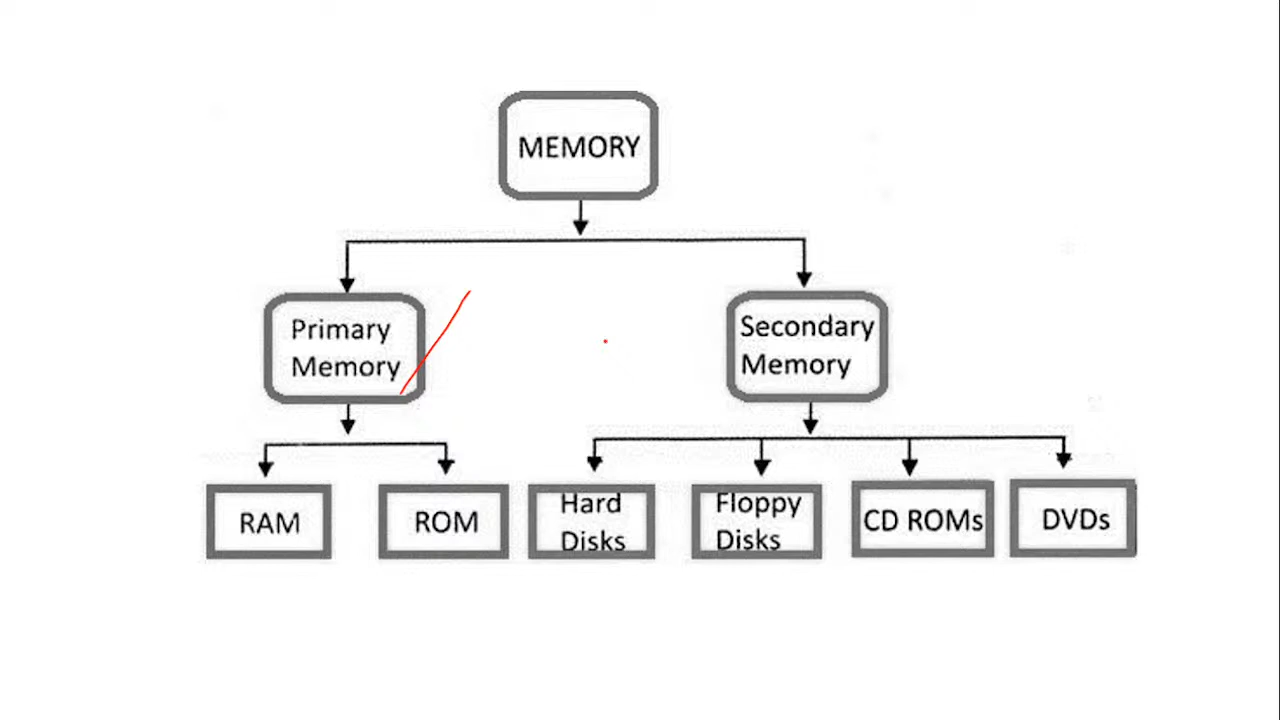 MEMORY
Primary
Memory
Secondary
Memory
RAM
ROM
Hard
Disks
Floppy
Disks
CD ROMs
DVDs